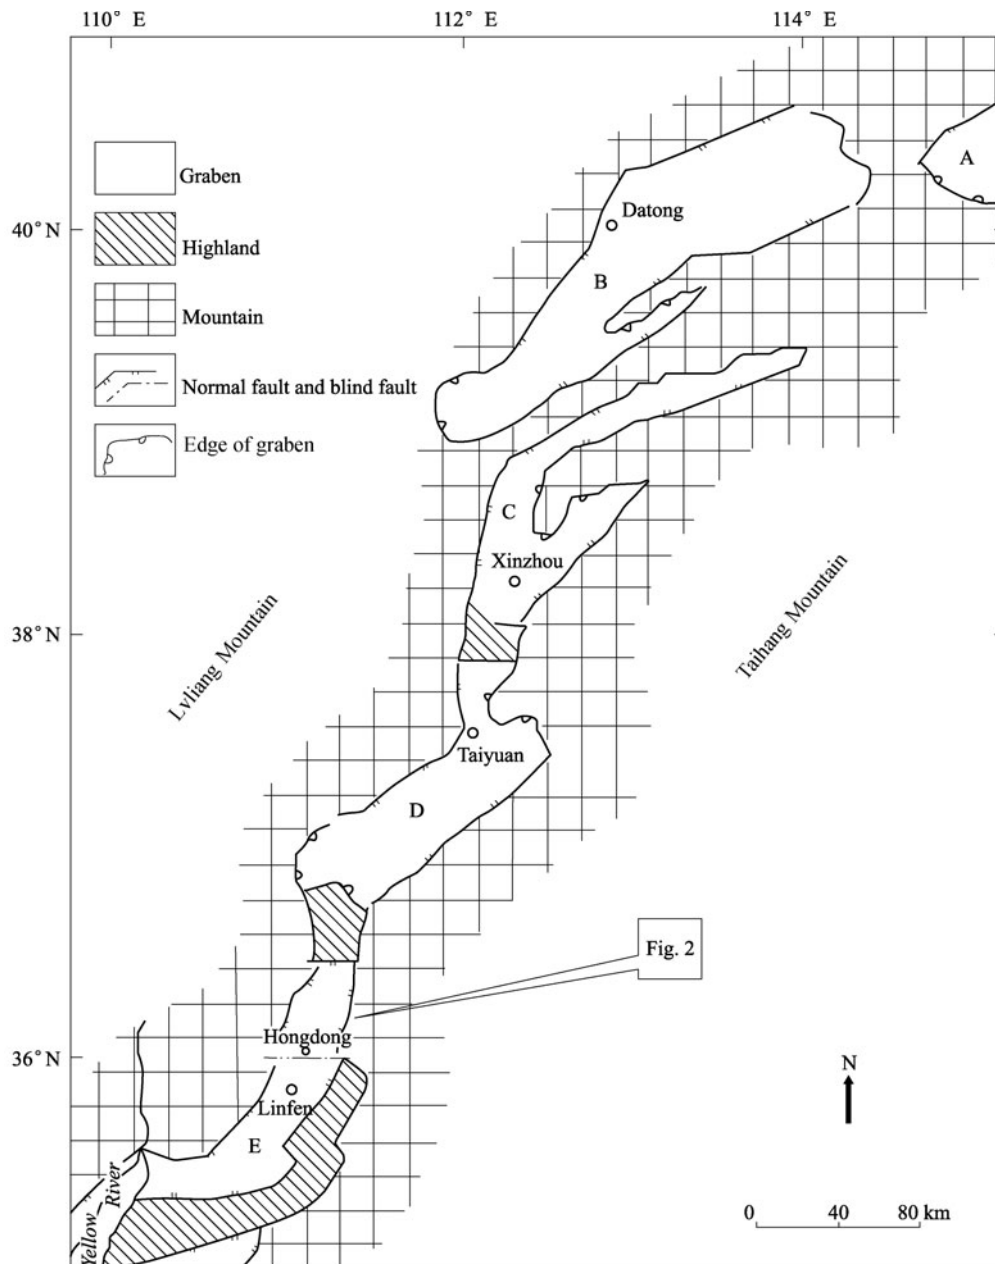 110° E
112° E
114° E
A
Graben
Datong
40° N
Highland
B
Mountain
Normal fault and blind fault
Edge of graben
C
Xinzhou
38° N
Lvliang Mountain
Taihang Mountain
Taiyuan
D
Fig. 2
Hongdong
36° N
N
Linfen
E
Yellow River
0 40 80 km